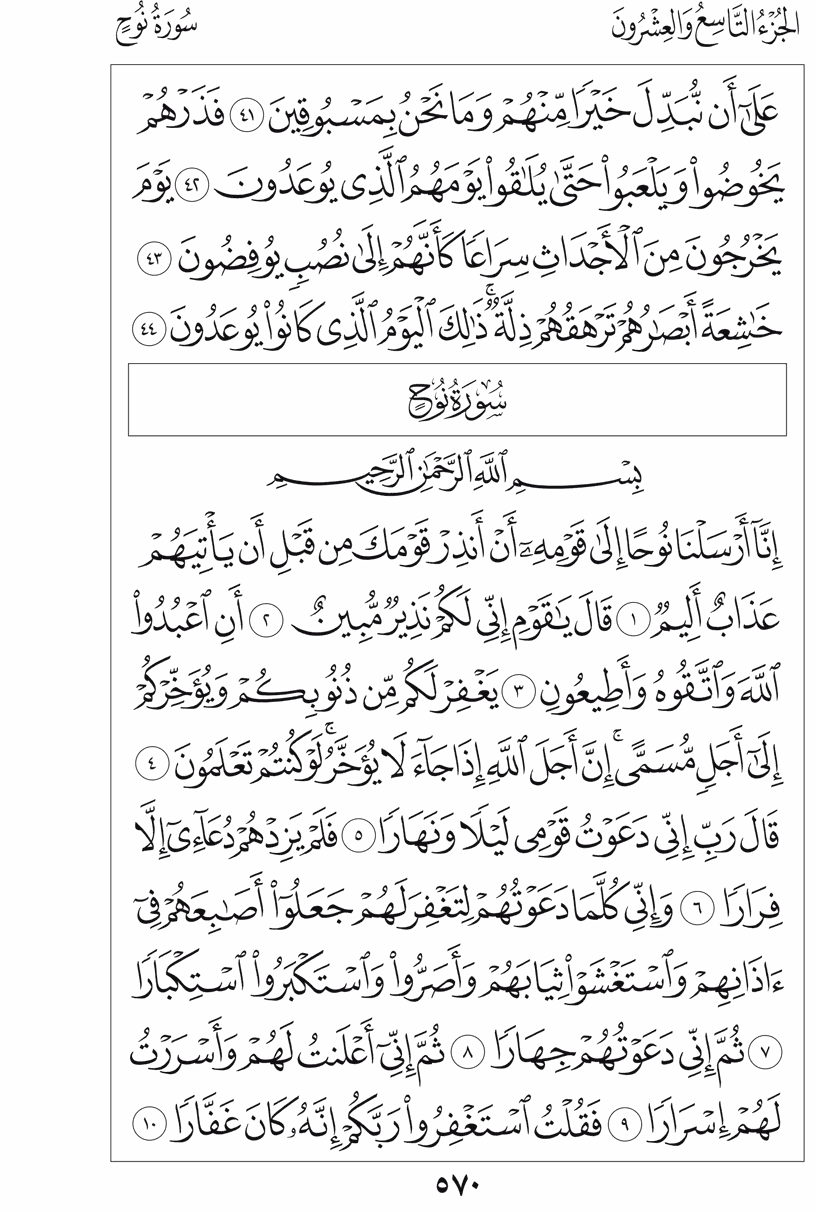 الجُزْءُ التَّاسِعُ وَالعِشْرُونَ
سُورَةُ نُوحٍ
عَلَىٰٓ أَن نُّبَدِّلَ خَيْرٗا مِّنْهُمْ وَمَا نَحْنُ بِمَسْبُوقِينَ ٤١ فَذَرْهُمْ
يَخُوضُواْ وَيَلْعَبُواْ حَتَّىٰ يُلَٰقُواْ يَوْمَهُمُ ٱلَّذِي يُوعَدُونَ ٤٢ يَوْمَ
يَخْرُجُونَ مِنَ ٱلْأَجْدَاثِ سِرَاعٗا كَأَنَّهُمْ إِلَىٰ نُصُبٖ يُوفِضُونَ ٤٣
خَٰشِعَةً أَبْصَٰرُهُمْ تَرْهَقُهُمْ ذِلَّةٞۚ ذَٰلِكَ ٱلْيَوْمُ ٱلَّذِي كَانُواْ يُوعَدُونَ ٤٤
سُورَةُ نُوحٍ
بِسْمِ ٱللَّهِ ٱلرَّحْمَٰنِ ٱلرَّحِيمِ
إِنَّآ أَرْسَلْنَا نُوحًا إِلَىٰ قَوْمِهِۦٓ أَنْ أَنذِرْ قَوْمَكَ مِن قَبْلِ أَن يَأْتِيَهُمْ
عَذَابٌ أَلِيمٞ ١ قَالَ يَٰقَوْمِ إِنِّي لَكُمْ نَذِيرٞ مُّبِينٌ ٢ أَنِ ٱعْبُدُواْ
ٱللَّهَ وَٱتَّقُوهُ وَأَطِيعُونِ ٣ يَغْفِرْ لَكُم مِّن ذُنُوبِكُمْ وَيُؤَخِّرْكُمْ
إِلَىٰٓ أَجَلٖ مُّسَمًّىۚ إِنَّ أَجَلَ ٱللَّهِ إِذَا جَآءَ لَا يُؤَخَّرُۚ لَوْ كُنتُمْ تَعْلَمُونَ ٤
قَالَ رَبِّ إِنِّي دَعَوْتُ قَوْمِي لَيْلٗا وَنَهَارٗا ٥ فَلَمْ يَزِدْهُمْ دُعَآءِيٓ إِلَّا
فِرَارٗا ٦ وَإِنِّي كُلَّمَا دَعَوْتُهُمْ لِتَغْفِرَ لَهُمْ جَعَلُوٓاْ أَصَٰبِعَهُمْ فِيٓ
ءَاذَانِهِمْ وَٱسْتَغْشَوْاْ ثِيَابَهُمْ وَأَصَرُّواْ وَٱسْتَكْبَرُواْ ٱسْتِكْبَارٗا
٧ ثُمَّ إِنِّي دَعَوْتُهُمْ جِهَارٗا ٨ ثُمَّ إِنِّيٓ أَعْلَنتُ لَهُمْ وَأَسْرَرْتُ
لَهُمْ إِسْرَارٗا ٩ فَقُلْتُ ٱسْتَغْفِرُواْ رَبَّكُمْ إِنَّهُۥ كَانَ غَفَّارٗا ١٠
٥٧٠